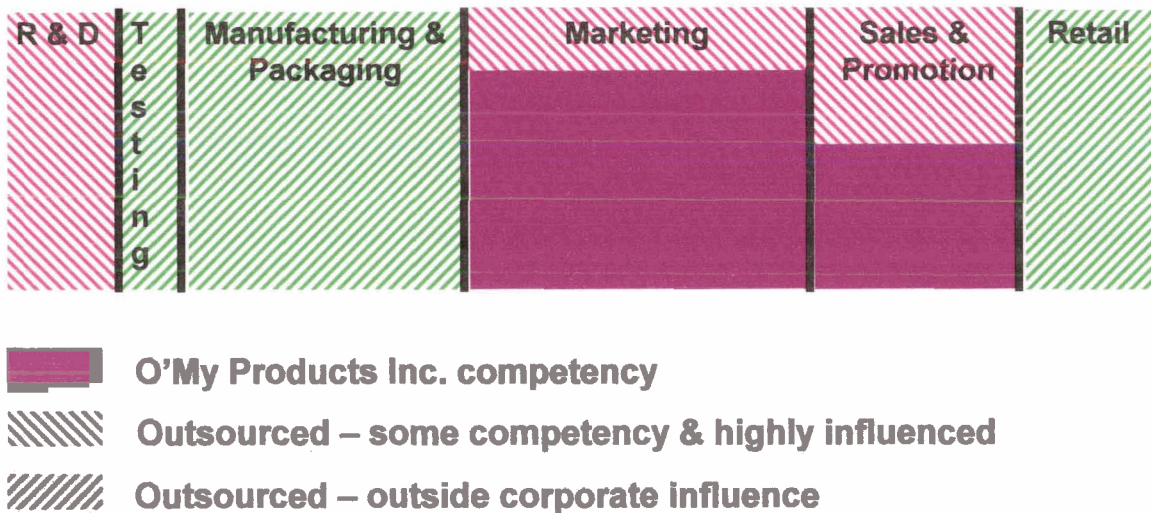 R & D
Testing
Manufacturing &
Packaging
Marketing
Sales &
Promotion
Retail
O'My Products Inc. competency
Outsourced – some competency & highly influenced
Outsourced – outside corporate influence